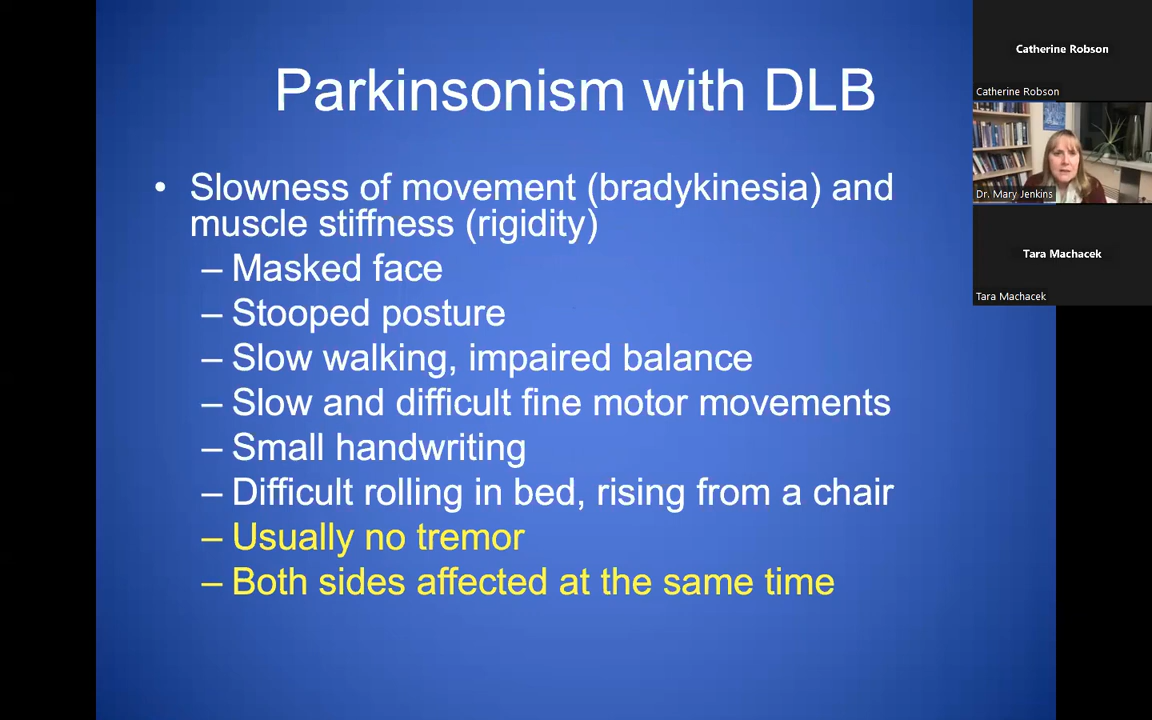 Parkinsonism with DLB
• Slowness of movement (bradykinesia) and
muscle stiffness (rigidity)
– Masked face
– Stooped posture
– Slow walking, impaired balance
– Slow and difficult fine motor movements
– Small handwriting
– Difficult rolling in bed, rising from a chair
– Usually no tremor
– Both sides affected at the same time
Catherine Robson
Catherine Robson
Dr. Mary Jenkins
Tara Machacek
Tara Machacek